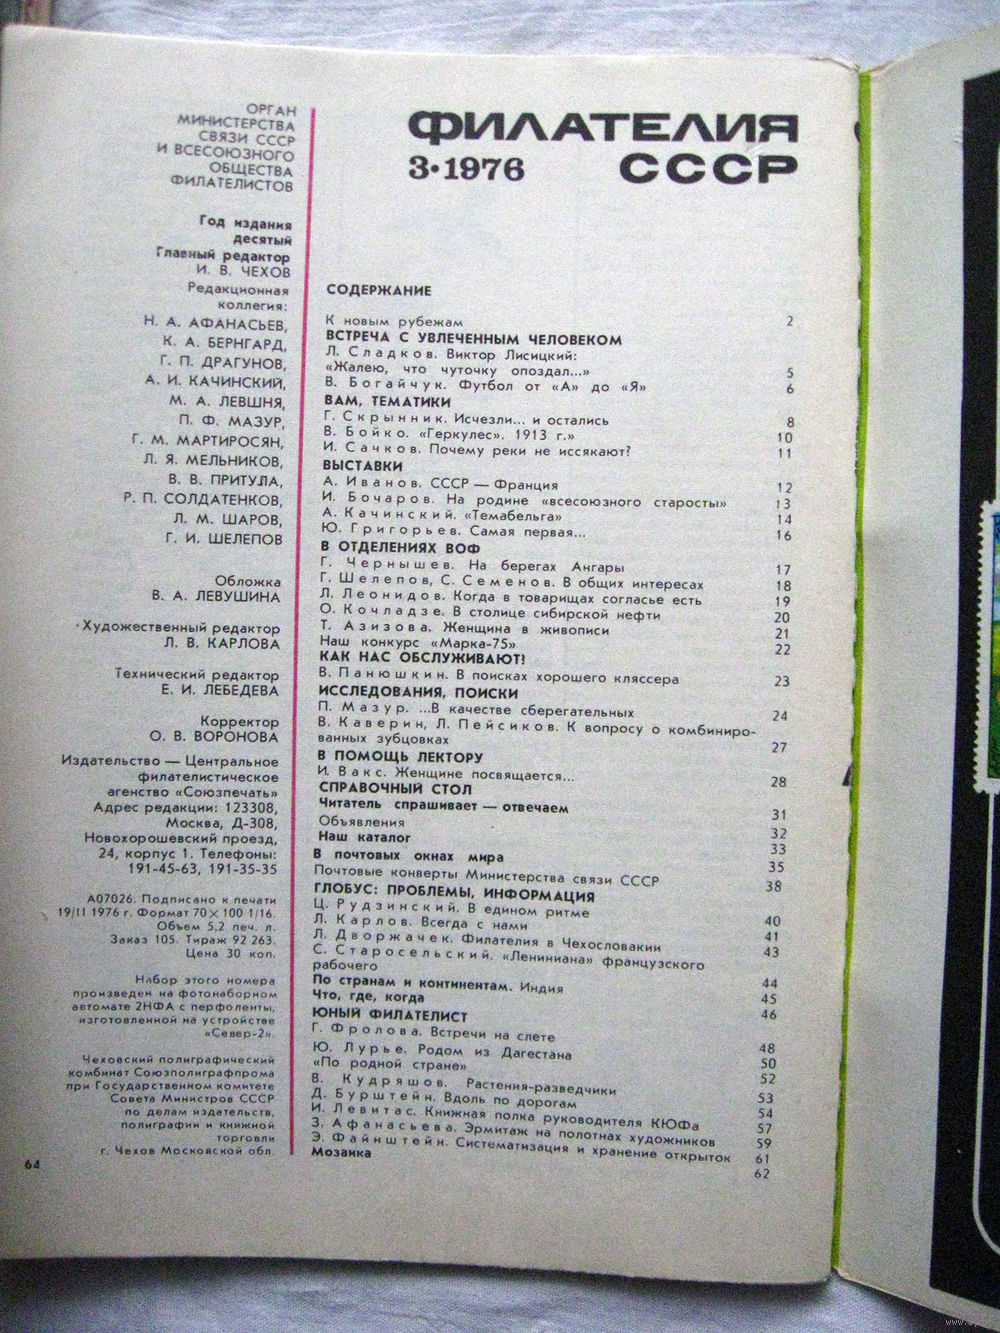 ОРГАН
МИНИСТЕРСТВА
СВЯЗИ СССР
И ВСЕСОЮЗНОГО
ОБЩЕСТВА
ФИЛАТЕЛИСТОВ
Год издания
десятый
Главный редактор
И. В. ЧЕХОВ
Редакционная
коллегия:
Н. А. АФАНАСЬЕВ,
К. А. БЕРНГАРД,
Г. П. ДРАГУНОВ,
А. И. КАЧИНСКИЙ,
М. А. ЛЕВШНЯ,
П. Ф. МАЗУР,
Г. М. МАРТИРОСЯН,
Л. Я. МЕЛЬНИКОВ,
В. В. ПРИТУЛА,
Р. П. СОЛДАТЕНКОВ,
Л. М. ШАРОВ,
Г. И. ШЕЛЕПОВ
Обложка
В. А. ЛЕВУШИНА
Художественный редактор
Л. В. КАРЛОВА
Технический редактор
Е. И. ЛЕБЕДЕВА
Корректор
О. В. ВОРОНОВА
Издательство — Центральное
филателистическое
агенство «Союзпечать»
Адрес редакции: 123308,
Москва, Д-308,
Новохорошевский проезд,
24, корпус 1. Телефоны:
191-45-63, 191-35-35
А07026. Подписано к печати
19/II 1976 г. Формат 70×100 1/16.
Объем 5,2 печ. л.
Заказ 105. Тираж 92 263.
Цена 30 коп.
Набор этого номера
произведен на фотонаборном
автомате 2НФА с перфоленты,
изготовленной на устройстве
«Север-2».
Чеховский полиграфический
комбинат Союзполиграфпрома
при Государственном комитете
Совета Министров СССР
по делам издательств,
полиграфии и книжной
торговли
г. Чехов Московской обл.
64
ФИЛАТЕЛИЯ
3·1976 СССР
СОДЕРЖАНИЕ
К новым рубежам 2
ВСТРЕЧА С УВЛЕЧЕННЫМ ЧЕЛОВЕКОМ
Л. Сладков. Виктор Лисицкий:
«Жалею, что чуточку опоздал...» 5
В. Богайчук. Футбол от «А» до «Я» 6
ВАМ, ТЕМАТИКИ
Г. Скрынник. Исчезли... и остались 8
В. Бойко. «Геркулес». 1913 г.» 10
И. Сачков. Почему реки не иссякают? 11
ВЫСТАВКИ
А. Иванов. СССР — Франция 12
И. Бочаров. На родине «всесоюзного старосты» 13
А. Качинский. «Темабельга» 14
Ю. Григорьев. Самая первая... 16
В ОТДЕЛЕНИЯХ ВОФ
Г. Чернышев. На берегах Ангары 17
Г. Шелепов, С. Семенов. В общих интересах 18
Л. Леонидов. Когда в товарищах согласье есть 19
О. Кочладзе. В столице сибирской нефти 20
Т. Азизова. Женщина в живописи 21
Наш конкурс «Марка-75» 22
КАК НАС ОБСЛУЖИВАЮТ?
В. Панюшкин. В поисках хорошего кляссера 23
ИССЛЕДОВАНИЯ, ПОИСКИ
П. Мазур. ...В качестве сберегательных 24
В. Каверин, Л. Пейсиков. К вопросу о комбиниро-
ванных зубцовках 27
В ПОМОЩЬ ЛЕКТОРУ
И. Вакс. Женщине посвящается... 28
СПРАВОЧНЫЙ СТОЛ
Читатель спрашивает — отвечаем 31
Объявления 32
Наш каталог 33
В почтовых окнах мира 35
Почтовые конверты Министерства связи СССР 38
ГЛОБУС: ПРОБЛЕМЫ, ИНФОРМАЦИЯ
Ц. Рудзинский. В едином ритме 40
Л. Карлов. Всегда с нами 41
Л. Дворжачек. Филателия в Чехословакии 43
С. Старосельский. «Лениниана» французского
рабочего 44
По странам и континентам. Индия 45
Что, где, когда 46
ЮНЫЙ ФИЛАТЕЛИСТ
Г. Фролова. Встречи на слете 48
Ю. Лурье. Родом из Дагестана 50
«По родной стране» 52
В. Кудряшов. Растения-разведчики 53
Д. Бурштейн. Вдоль по дорогам 54
И. Левитас. Книжная полка руководителя КЮФа 57
З. Афанасьева. Эрмитаж на полотнах художников 59
Э. Файнштейн. Систематизация и хранение открыток 61
Мозаика 62